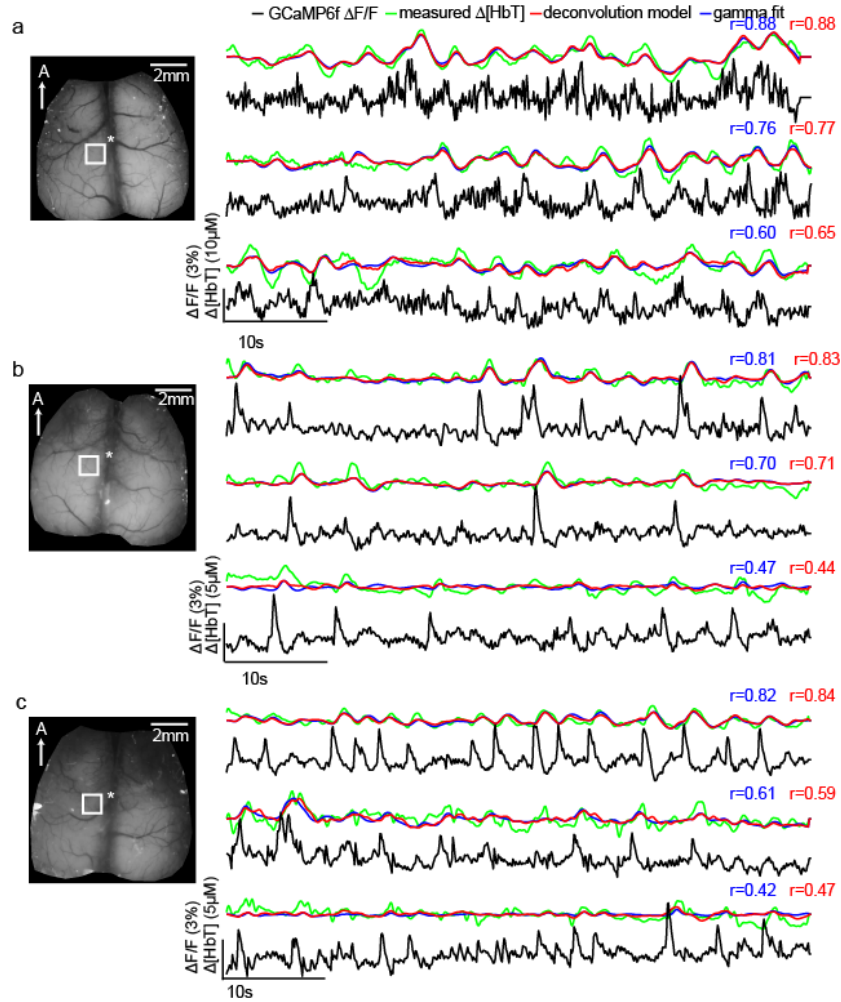 GCaMP6f ΔF/F measured Δ[HbT] deconvolution model gamma fit
a
A
2mm
*
r=0.88 r=0.88
r=0.76 r=0.77
r=0.60 r=0.65
ΔF/F (3%)
Δ[HbT] (10μM)
10s
b
A
2mm
*
r=0.81 r=0.83
r=0.70 r=0.71
r=0.47 r=0.44
ΔF/F (3%)
Δ[HbT] (5μM)
10s
c
A
2mm
*
r=0.82 r=0.84
r=0.61 r=0.59
r=0.42 r=0.47
ΔF/F (3%)
Δ[HbT] (5μM)
10s